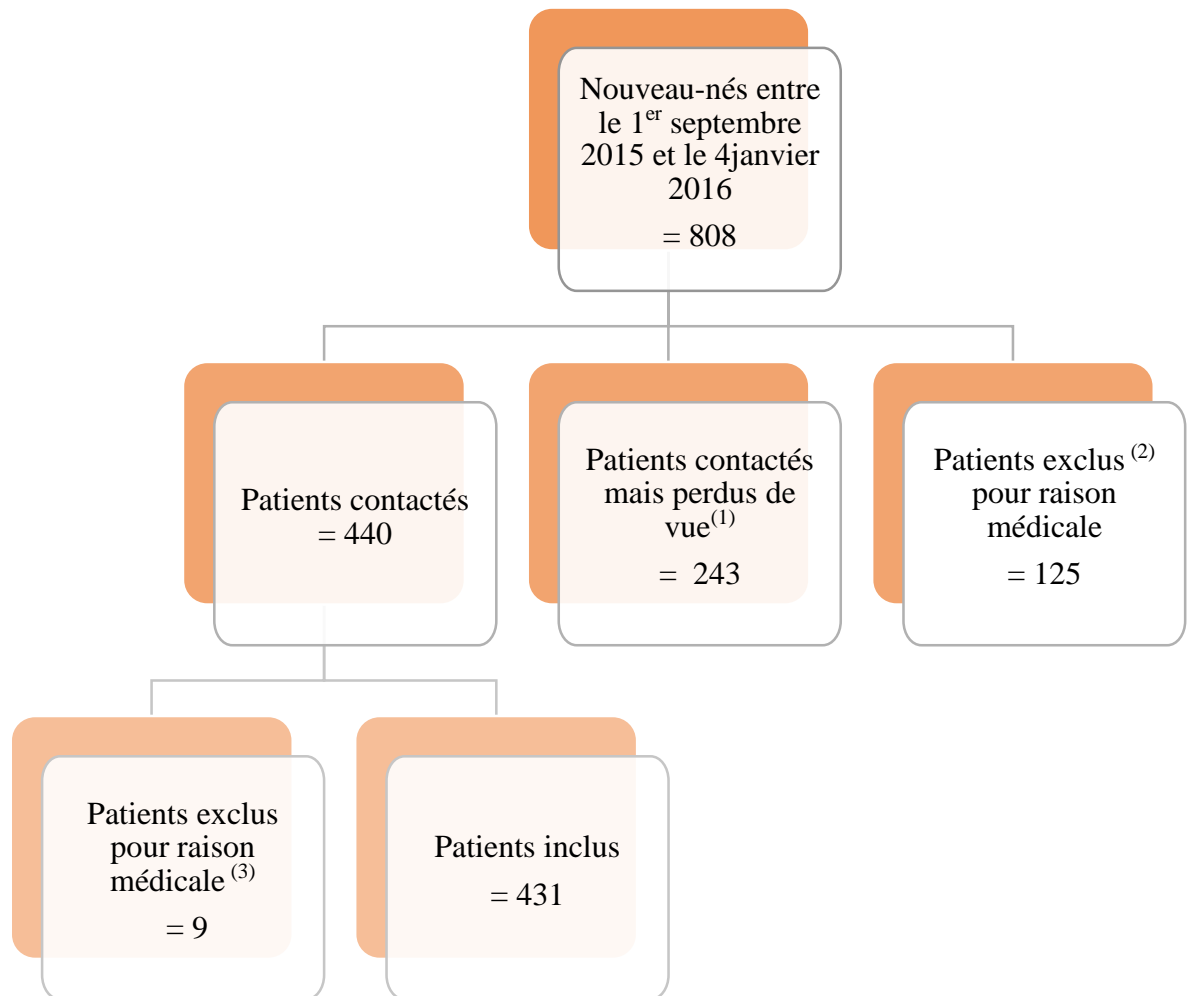 Nouveau-nés entre
le 1er septembre
2015 et le 4janvier
2016
= 808
Patients contactés
= 440
Patients contactés
mais perdus de
vue(1)
= 243
Patients exclus (2)
pour raison
médicale
= 125
Patients exclus
pour raison
médicale (3)
= 9
Patients inclus
= 431